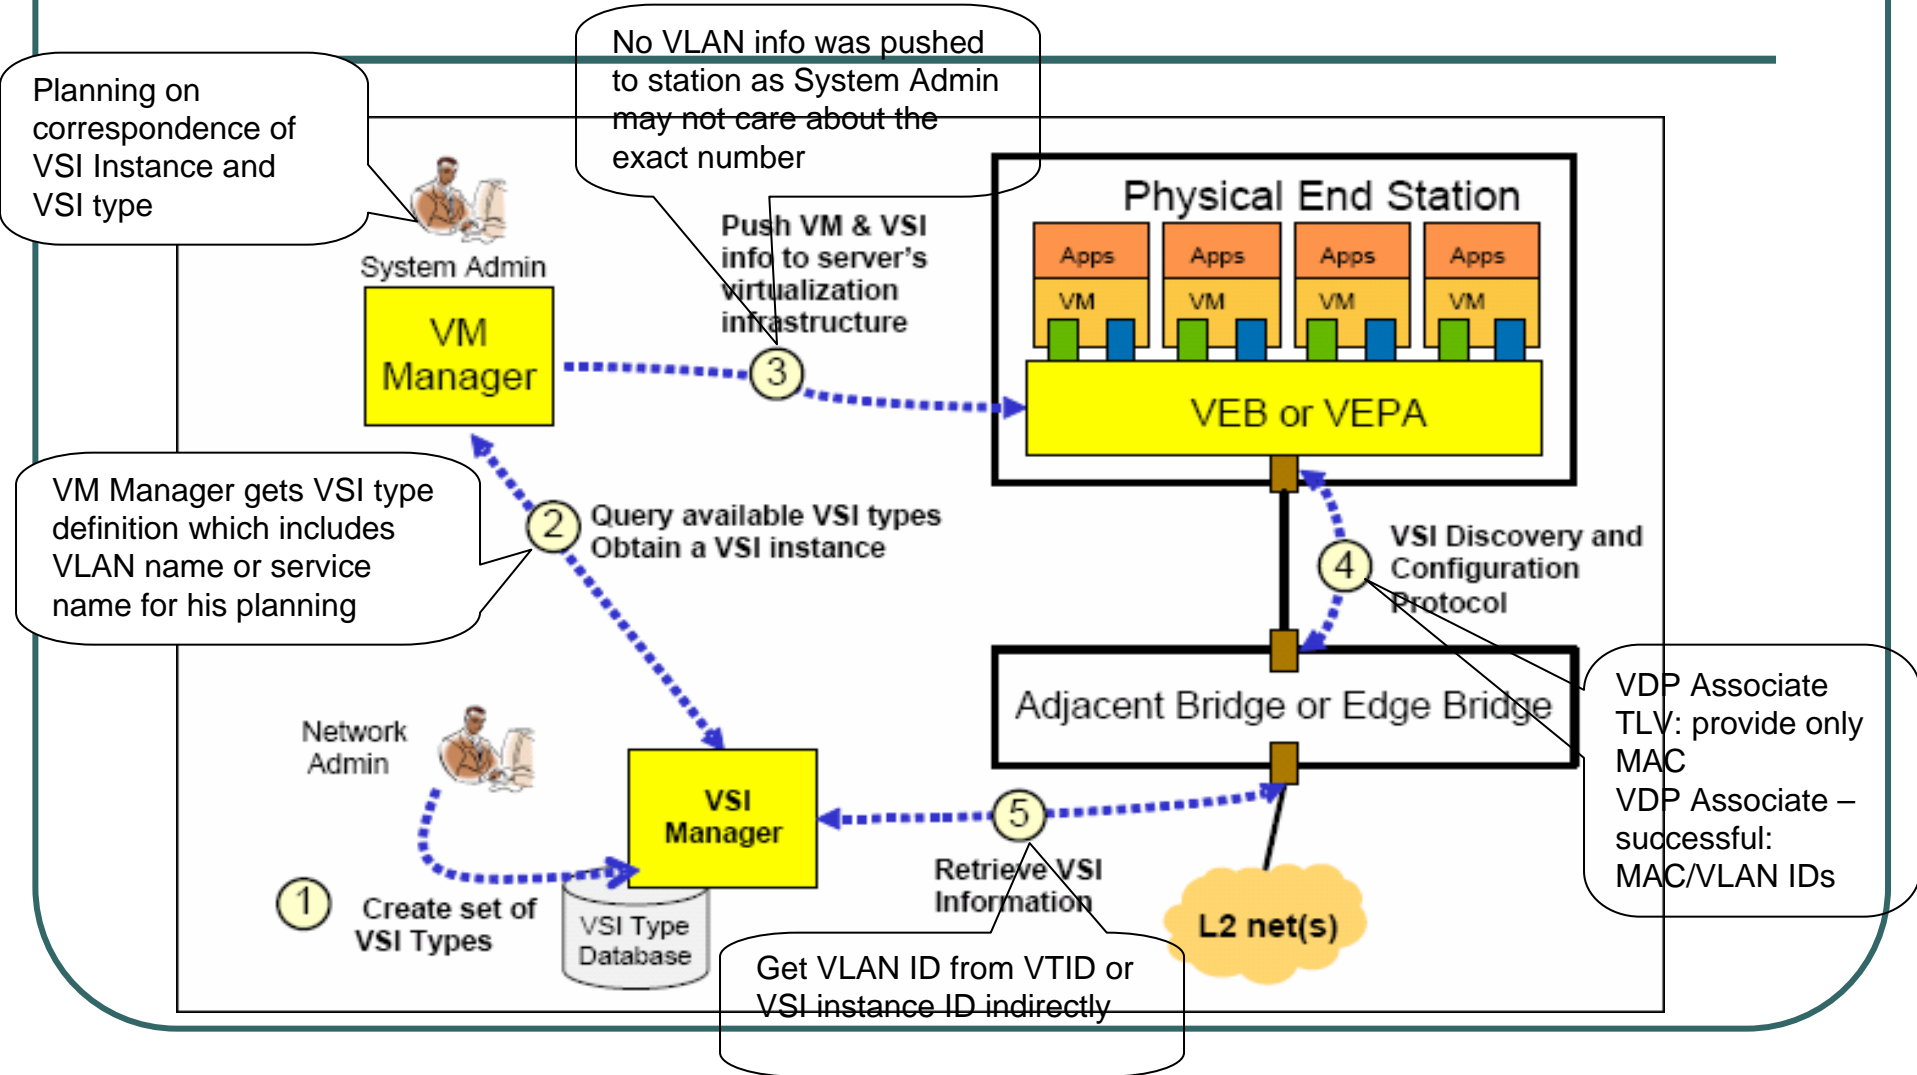 No VLAN info was pushed
to station as System Admin
may not care about the
exact number
Planning on
correspondence of
VSI Instance and
VSI type
System Admin
VM
Manager
Push VM & VSI
info to server's
virtualization
infrastructure
3
Physical End Station
Apps
Apps
Apps
Apps
VM
VM
VM
VM
VEB or VEPA
VM Manager gets VSI type
definition which includes
VLAN name or service
name for his planning
2
Query available VSI types
Obtain a VSI instance
4
VSI Discovery and
Configuration
Protocol
Adjacent Bridge or Edge Bridge
VDP Associate
TLV: provide only
MAC
VDP Associate –
successful:
MAC/VLAN IDs
Network
Admin
VSI
Manager
5
Retrieve VSI
Information
1
Create set of
VSI Types
VSI Type
Database
L2 net(s)
Get VLAN ID from VTID or
VSI instance ID indirectly